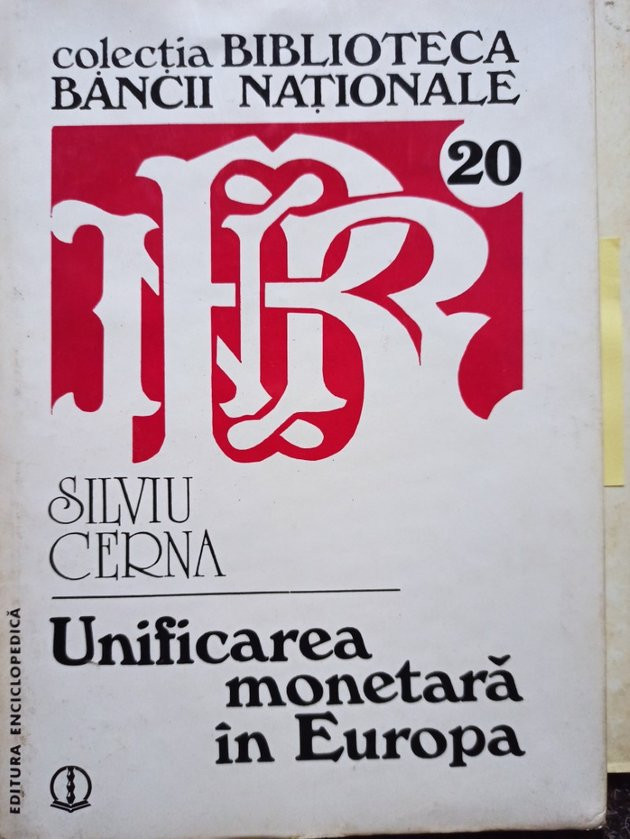 colecția BIBLIOTECA
BĂNCII NAȚIONALE
20
SILVIU
CERNA
Unificarea
monetară
în Europa
EDITURA ENCICLOPEDICĂ